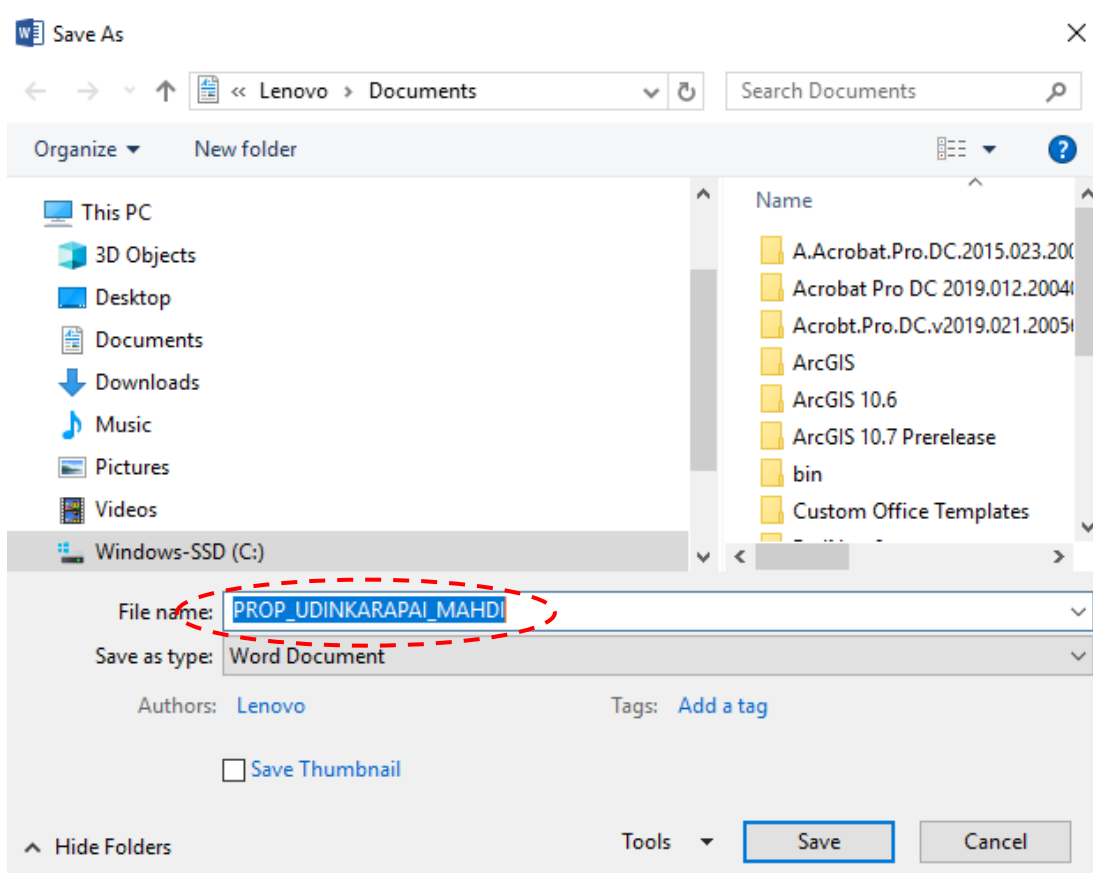 Save As
« Lenovo › Documents
Search Documents
Organize
New folder
?
This PC
3D Objects
Desktop
Documents
Downloads
Music
Pictures
Videos
Windows-SSD (C:)
Name
A.Acrobat.Pro.DC.2015.023.200
Acrobat Pro DC 2019.012.2004
Acrobt.Pro.DC.v2019.021.2005
ArcGIS
ArcGIS 10.6
ArcGIS 10.7 Prerelease
bin
Custom Office Templates
File name: PROP_UDINKARAPAI_MAHDI
Save as type: Word Document
Authors: Lenovo
Tags: Add a tag
Save Thumbnail
Hide Folders
Tools
Save
Cancel